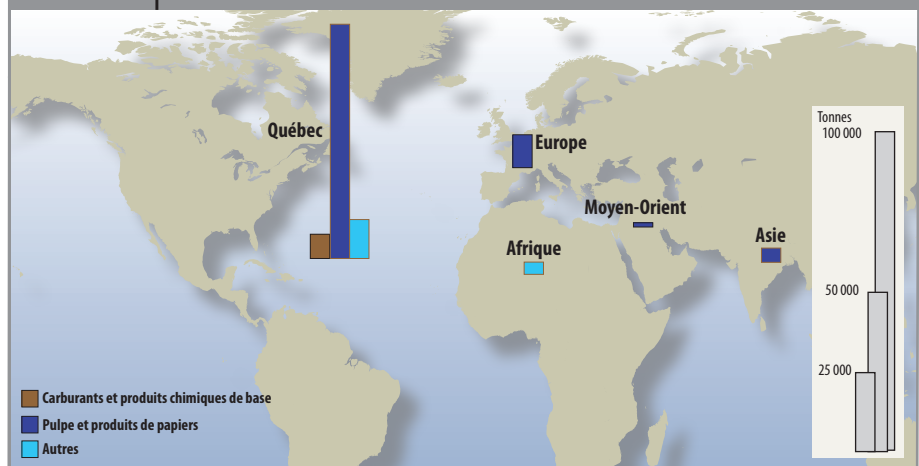 Québec
Europe
Moyen-Orient
Afrique
Asie
Tonnes
100 000
50 000
25 000
Carburants et produits chimiques de base
Pulpe et produits de papiers
Autres